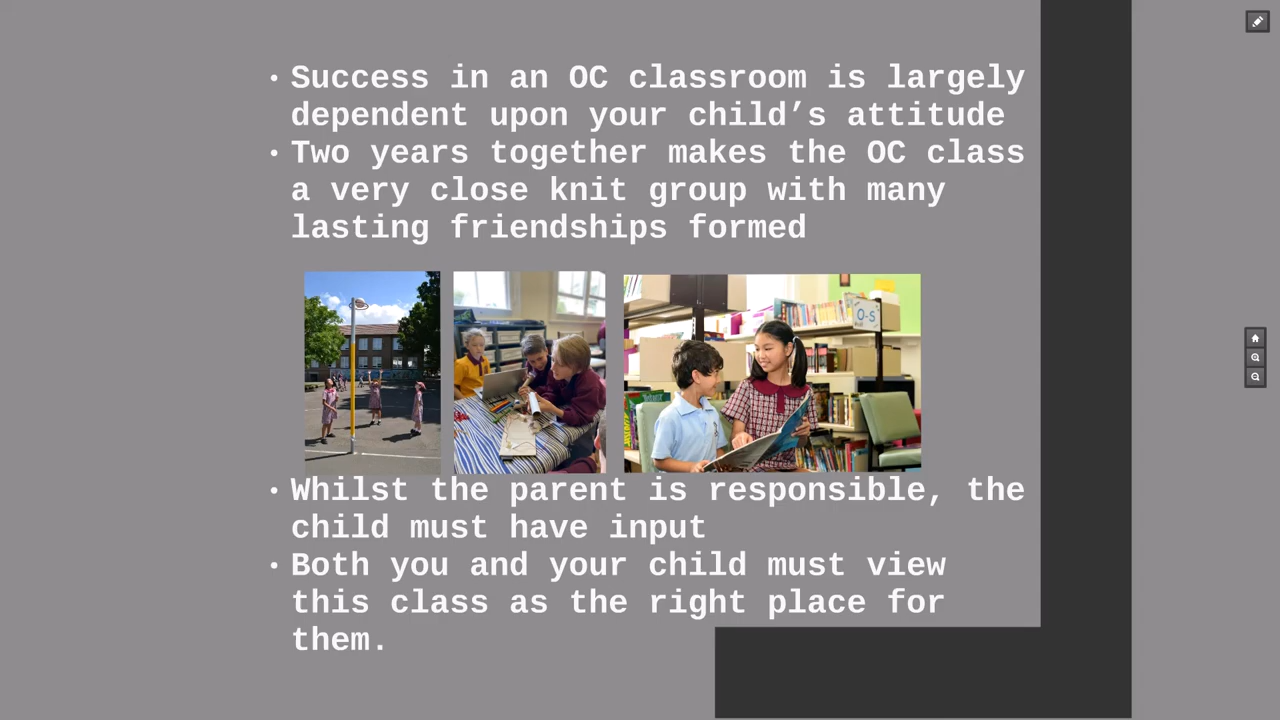 • Success in an OC classroom is largely
dependent upon your child’s attitude
• Two years together makes the OC class
a very close knit group with many
lasting friendships formed
O-S
• Whilst the parent is responsible, the
child must have input
• Both you and your child must view
this class as the right place for
them.